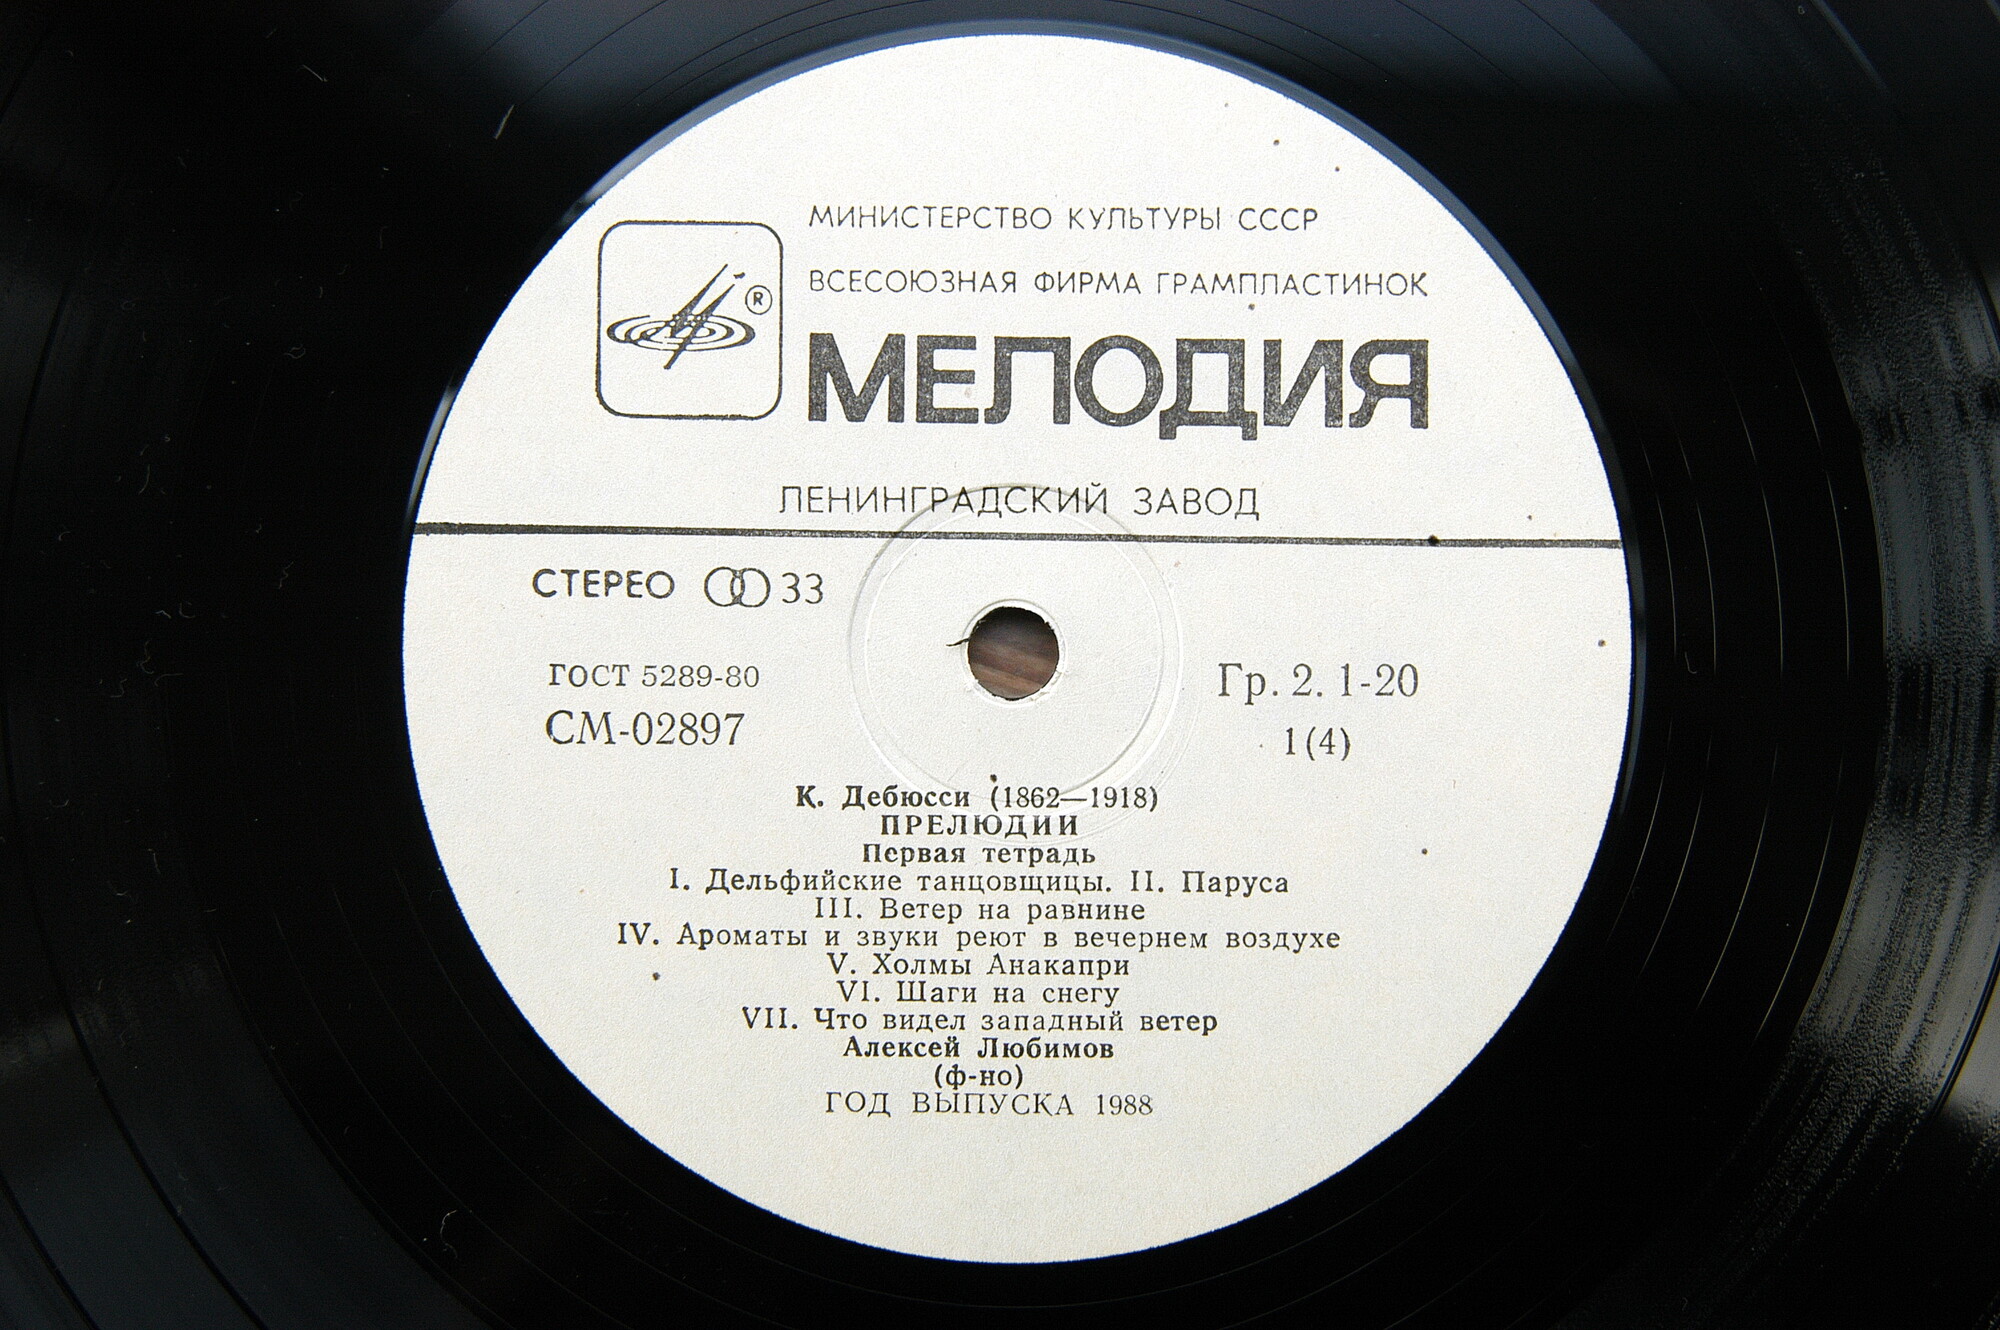 МИНИСТЕРСТВО КУЛЬТУРЫ СССР
ВСЕСОЮЗНАЯ ФИРМА ГРАМПЛАСТИНОК
®
МЕЛОДИЯ
ЛЕНИНГРАДСКИЙ ЗАВОД
СТЕРЕО 33
ГОСТ 5289-80
Гр. 2. 1-20
СМ-02897
1(4)
К. Дебюсси (1862—1918)
ПРЕЛЮДИИ
Первая тетрадь
I. Дельфийские танцовщицы. II. Паруса
III. Ветер на равнине
IV. Ароматы и звуки реют в вечернем воздухе
V. Холмы Анакапри
VI. Шаги на снегу
VII. Что видел западный ветер
Алексей Любимов
(ф-но)
ГОД ВЫПУСКА 1988